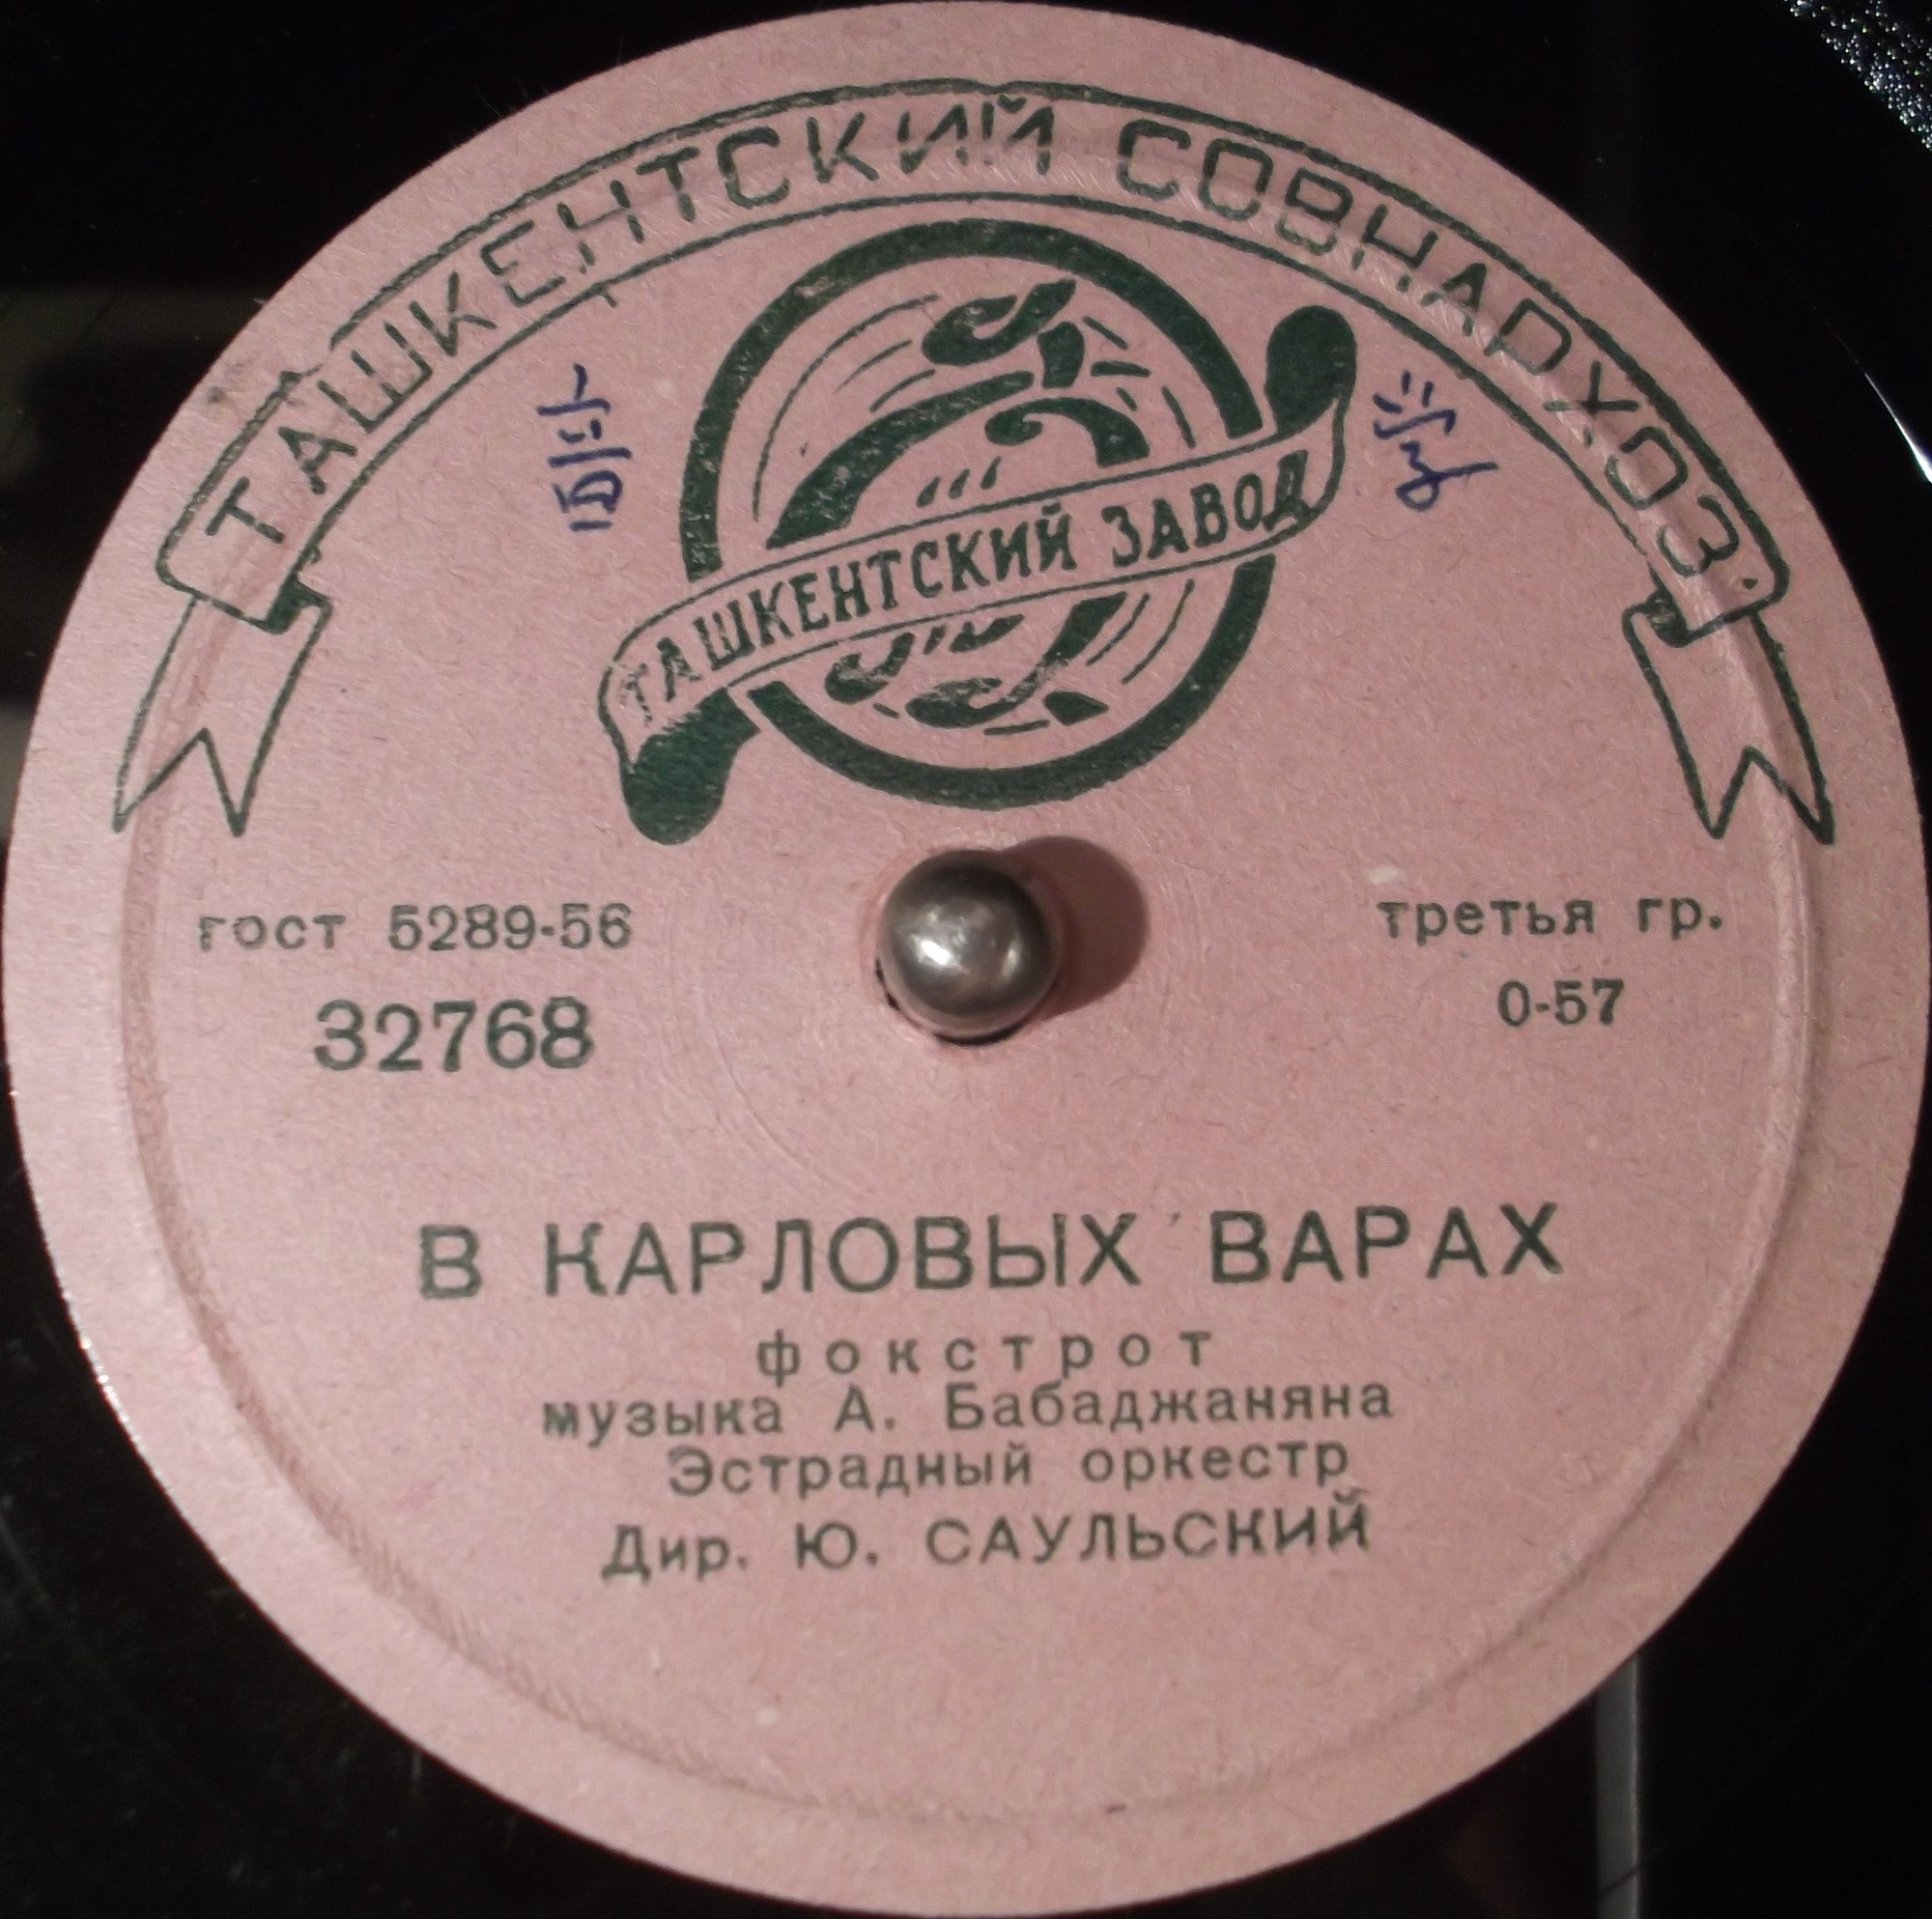 ТАШКЕНТСКИЙ СОВНАРХОЗ
ТАШКЕНТСКИЙ ЗАВОД
гост 5289-56
третья гр.
32768
0-57
В КАРЛОВЫХ ВАРАХ
фокстрот
музыка А. Бабаджаняна
Эстрадный оркестр
Дир. Ю. САУЛЬСКИЙ